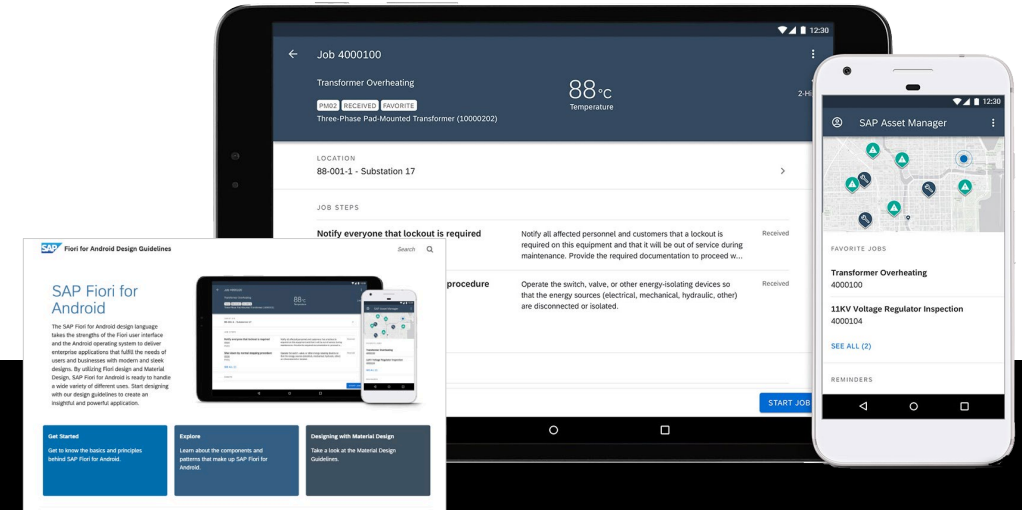 12:30
Job 4000100
Transformer Overheating
PM02 RECEIVED FAVORITE
Three-Phase Pad-Mounted Transformer (10000202)
88°C
Temperature
2-Hi
LOCATION
88-001-1 - Substation 17
JOB STEPS
Notify everyone that lockout is required
Notify all affected personnel and customers that a lockout is
required on this equipment and that it will be out of service during
maintenance. Provide the required documentation to proceed w...
Received
procedure
Operate the switch, valve, or other energy-isolating devices so
that the energy sources (electrical, mechanical, hydraulic, other)
are disconnected or isolated.
Received
START JOB
12:30
SAP Asset Manager
FAVORITE JOBS
Transformer Overheating
4000100
11KV Voltage Regulator Inspection
4000104
SEE ALL (2)
REMINDERS
SAP Fiori for Android Design Guidelines
Search
SAP Fiori for
Android
The SAP Fiori for Android design language
takes the strengths of the Fiori user interface
and the Android operating system to deliver
enterprise applications that fulfill the needs of
users and businesses with modern and sleek
designs. By utilizing Fiori design and Material
Design, SAP Fiori for Android is ready to handle
a wide variety of different uses. Start designing
with our design guidelines to create an
insightful and powerful application.
Job 4000100
88°C
Get Started
Get to know the basics and principles
behind SAP Fiori for Android.
Explore
Learn about the components and
patterns that make up SAP Fiori for
Android.
Designing with Material Design
Take a look at the Material Design
Guidelines.